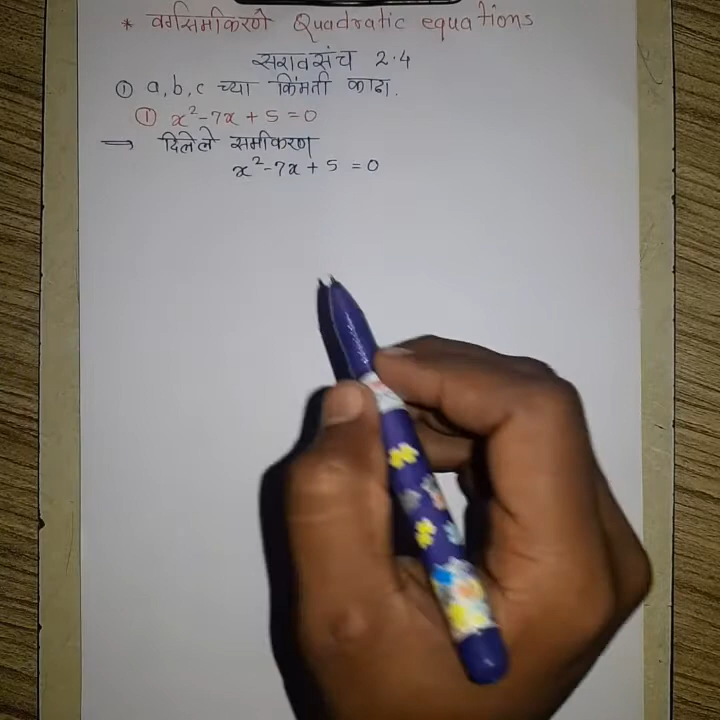 * वर्गसमीकरणे Quadratic equations
सरावसंच 2.4
① a, b, c च्या किंमती काढा.
① x² - 7x + 5 = 0
→ दिलेले समीकरण
x² - 7x + 5 = 0